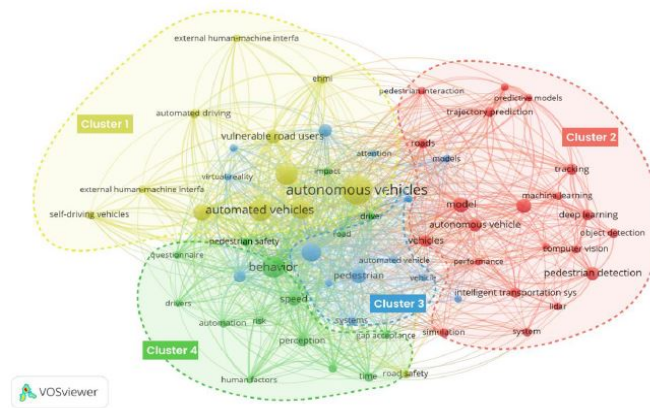 external human-machine interfa
ehmi
Cluster 1
automated driving
vulnerable road users
pedestrian interaction
predictive models
trajectory prediction
Cluster 2
roads
attention
models
virtual reality
impact
tracking
external human-machine interfa
autonomous vehicles
machine learning
self-driving vehicles
automated vehicles
model
deep learning
driver
autonomous vehicle
object detection
road
pedestrian safety
vehicles
computer vision
questionnaire
behavior
automated vehicle
performance
pedestrian
pedestrian detection
vehicle
drivers
speed
Cluster 3
intelligent transportation sys
lidar
automation
risk
systems
Cluster 4
perception
gap acceptance
simulation
system
human factors
time
road safety
VOSviewer